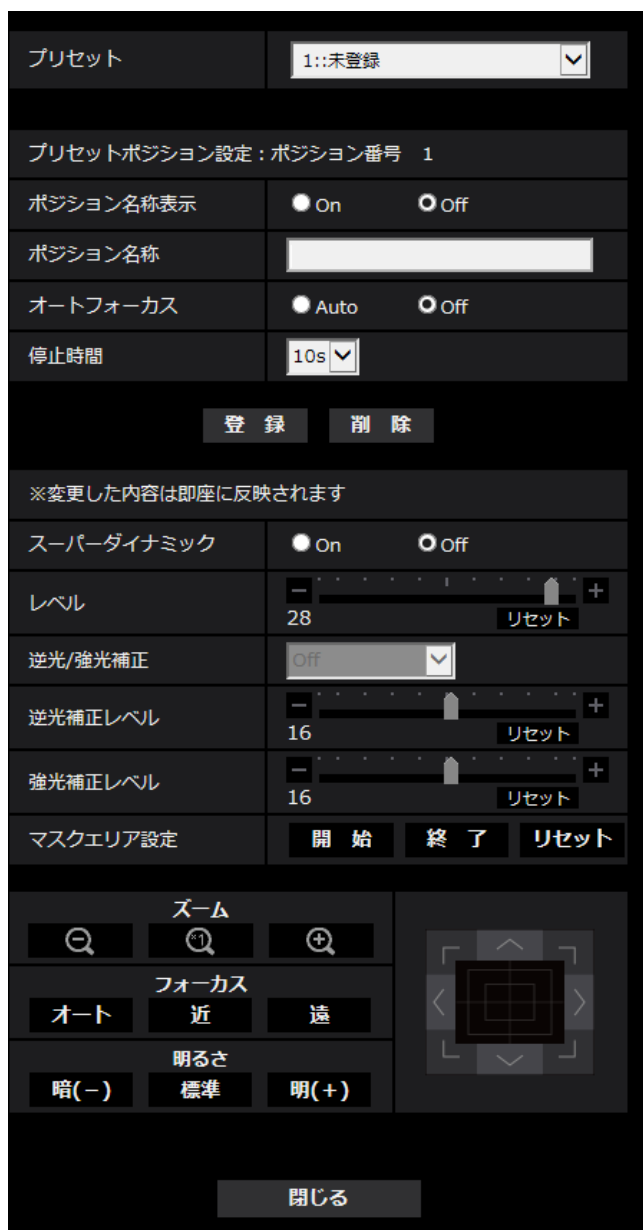 プリセット 1::未登録
プリセットポジション設定：ポジション番号 1
ポジション名称表示 On Off
ポジション名称
オートフォーカス Auto Off
停止時間 10s
登 録 削 除
※変更した内容は即座に反映されます
スーパーダイナミック On Off
レベル － ＋
28 リセット
逆光/強光補正 Off
逆光補正レベル － ＋
16 リセット
強光補正レベル － ＋
16 リセット
マスクエリア設定 開 始 終 了 リセット
ズーム
×1
フォーカス
オート 近 遠
明るさ
暗(－) 標準 明(＋)
閉じる